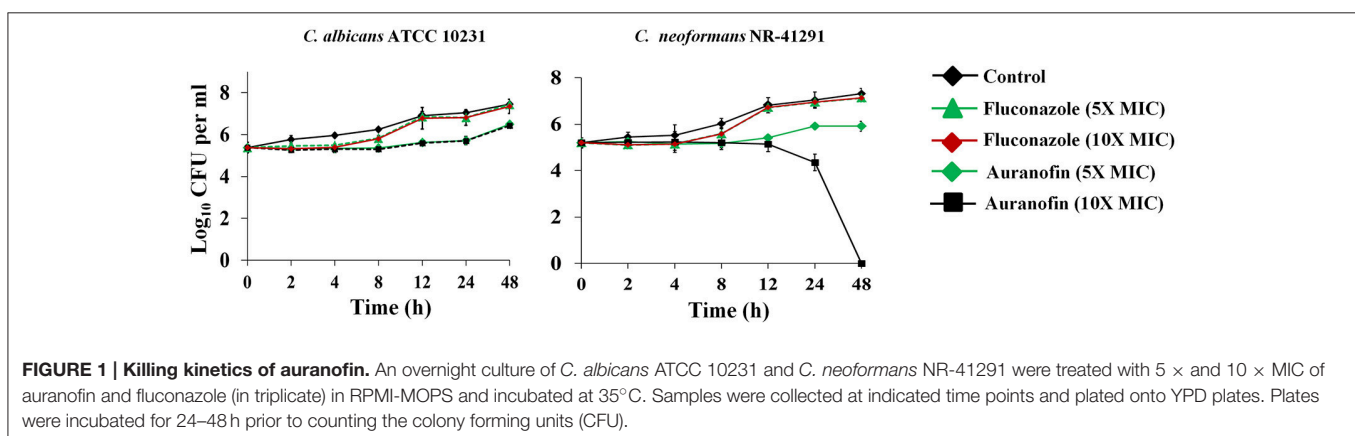 C. albicans ATCC 10231
C. neoformans NR-41291
Log10 CFU per ml
8
6
4
2
0
0 2 4 8 12 24 48
Time (h)
8
6
4
2
0
0 2 4 8 12 24 48
Time (h)
Control
Fluconazole (5X MIC)
Fluconazole (10X MIC)
Auranofin (5X MIC)
Auranofin (10X MIC)
FIGURE 1 | Killing kinetics of auranofin. An overnight culture of C. albicans ATCC 10231 and C. neoformans NR-41291 were treated with 5 × and 10 × MIC of
auranofin and fluconazole (in triplicate) in RPMI-MOPS and incubated at 35°C. Samples were collected at indicated time points and plated onto YPD plates. Plates
were incubated for 24–48 h prior to counting the colony forming units (CFU).